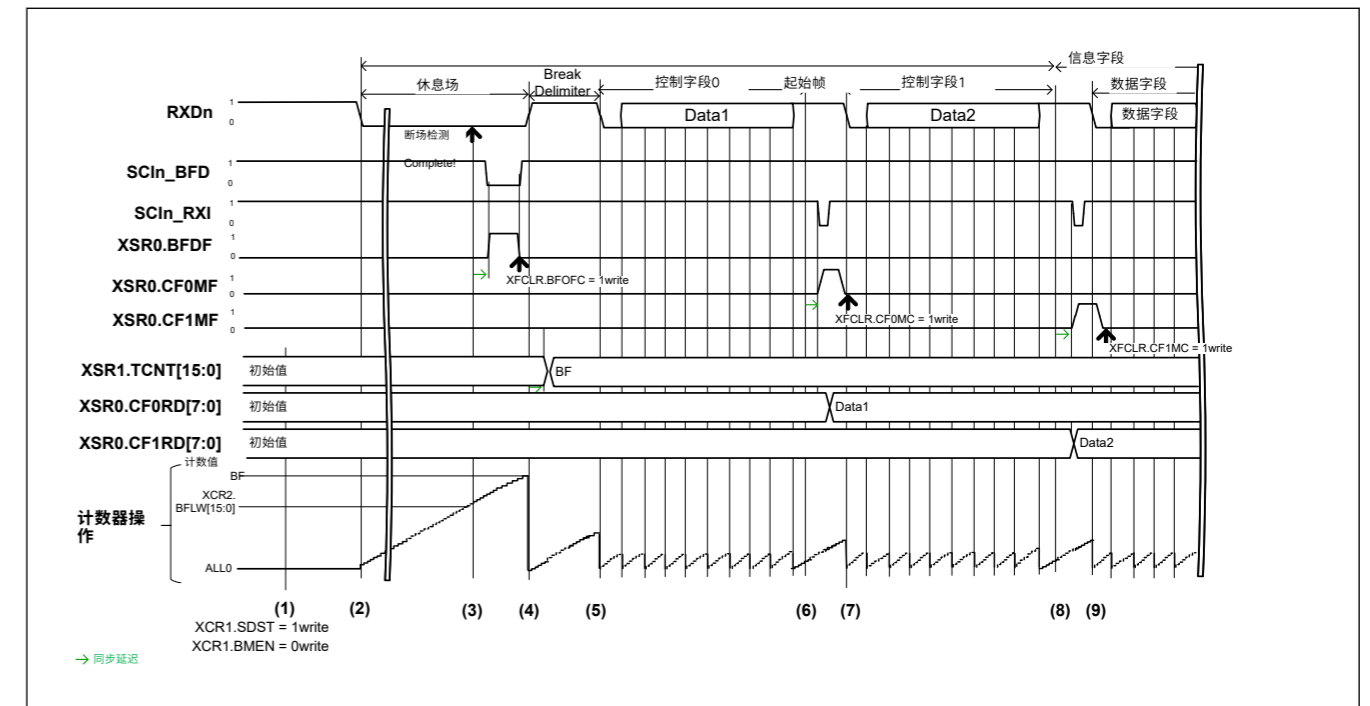 信息字段
休息场
Break
Delimiter
控制字段0
起始帧
控制字段1
数据字段
RXDn
1
0
Data1
Data2
数据字段
断场检测
Complete!
SCIn_BFD
1
0
SCIn_RXI
1
0
XSR0.BFDF
1
0
XFCLR.BFOFC = 1write
XSR0.CF0MF
1
0
XFCLR.CF0MC = 1write
XSR0.CF1MF
1
0
XFCLR.CF1MC = 1write
XSR1.TCNT[15:0]
初始值
BF
XSR0.CF0RD[7:0]
初始值
Data1
XSR0.CF1RD[7:0]
初始值
Data2
计数值
BF
XCR2.
BFLW[15:0]
计数器操
作
ALL0
(1) (2) (3) (4) (5) (6) (7) (8) (9)
XCR1.SDST = 1write
XCR1.BMEN = 0write
同步延迟